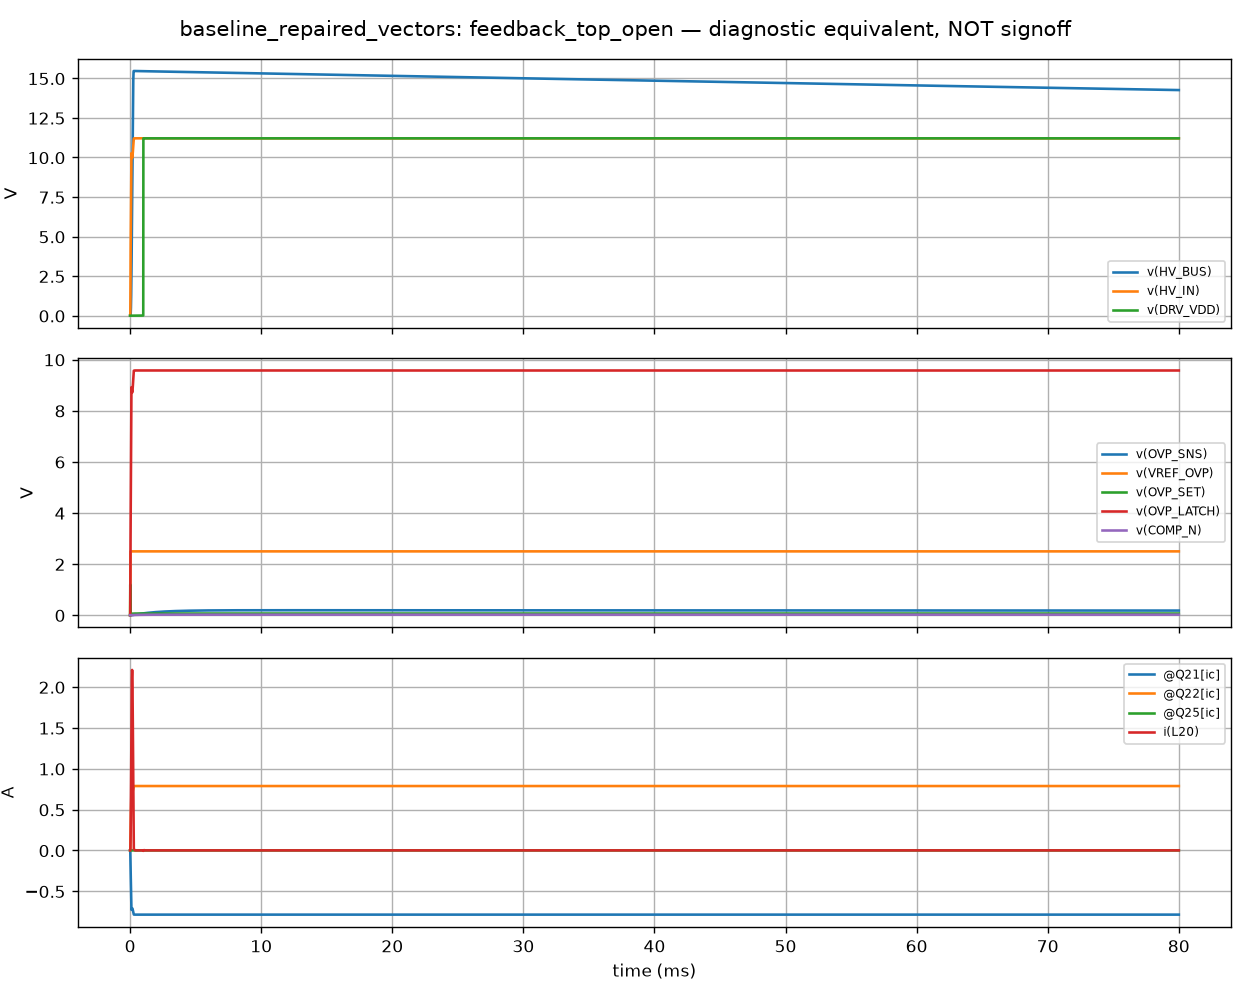 baseline_repaired_vectors: feedback_top_open — diagnostic equivalent, NOT signoff
15.0
12.5
10.0
7.5
5.0
2.5
0.0
V
v(HV_BUS)
v(HV_IN)
v(DRV_VDD)
10
8
6
4
2
0
V
v(OVP_SNS)
v(VREF_OVP)
v(OVP_SET)
v(OVP_LATCH)
v(COMP_N)
2.0
1.5
1.0
0.5
0.0
−0.5
A
@Q21[ic]
@Q22[ic]
@Q25[ic]
i(L20)
0 10 20 30 40 50 60 70 80
time (ms)